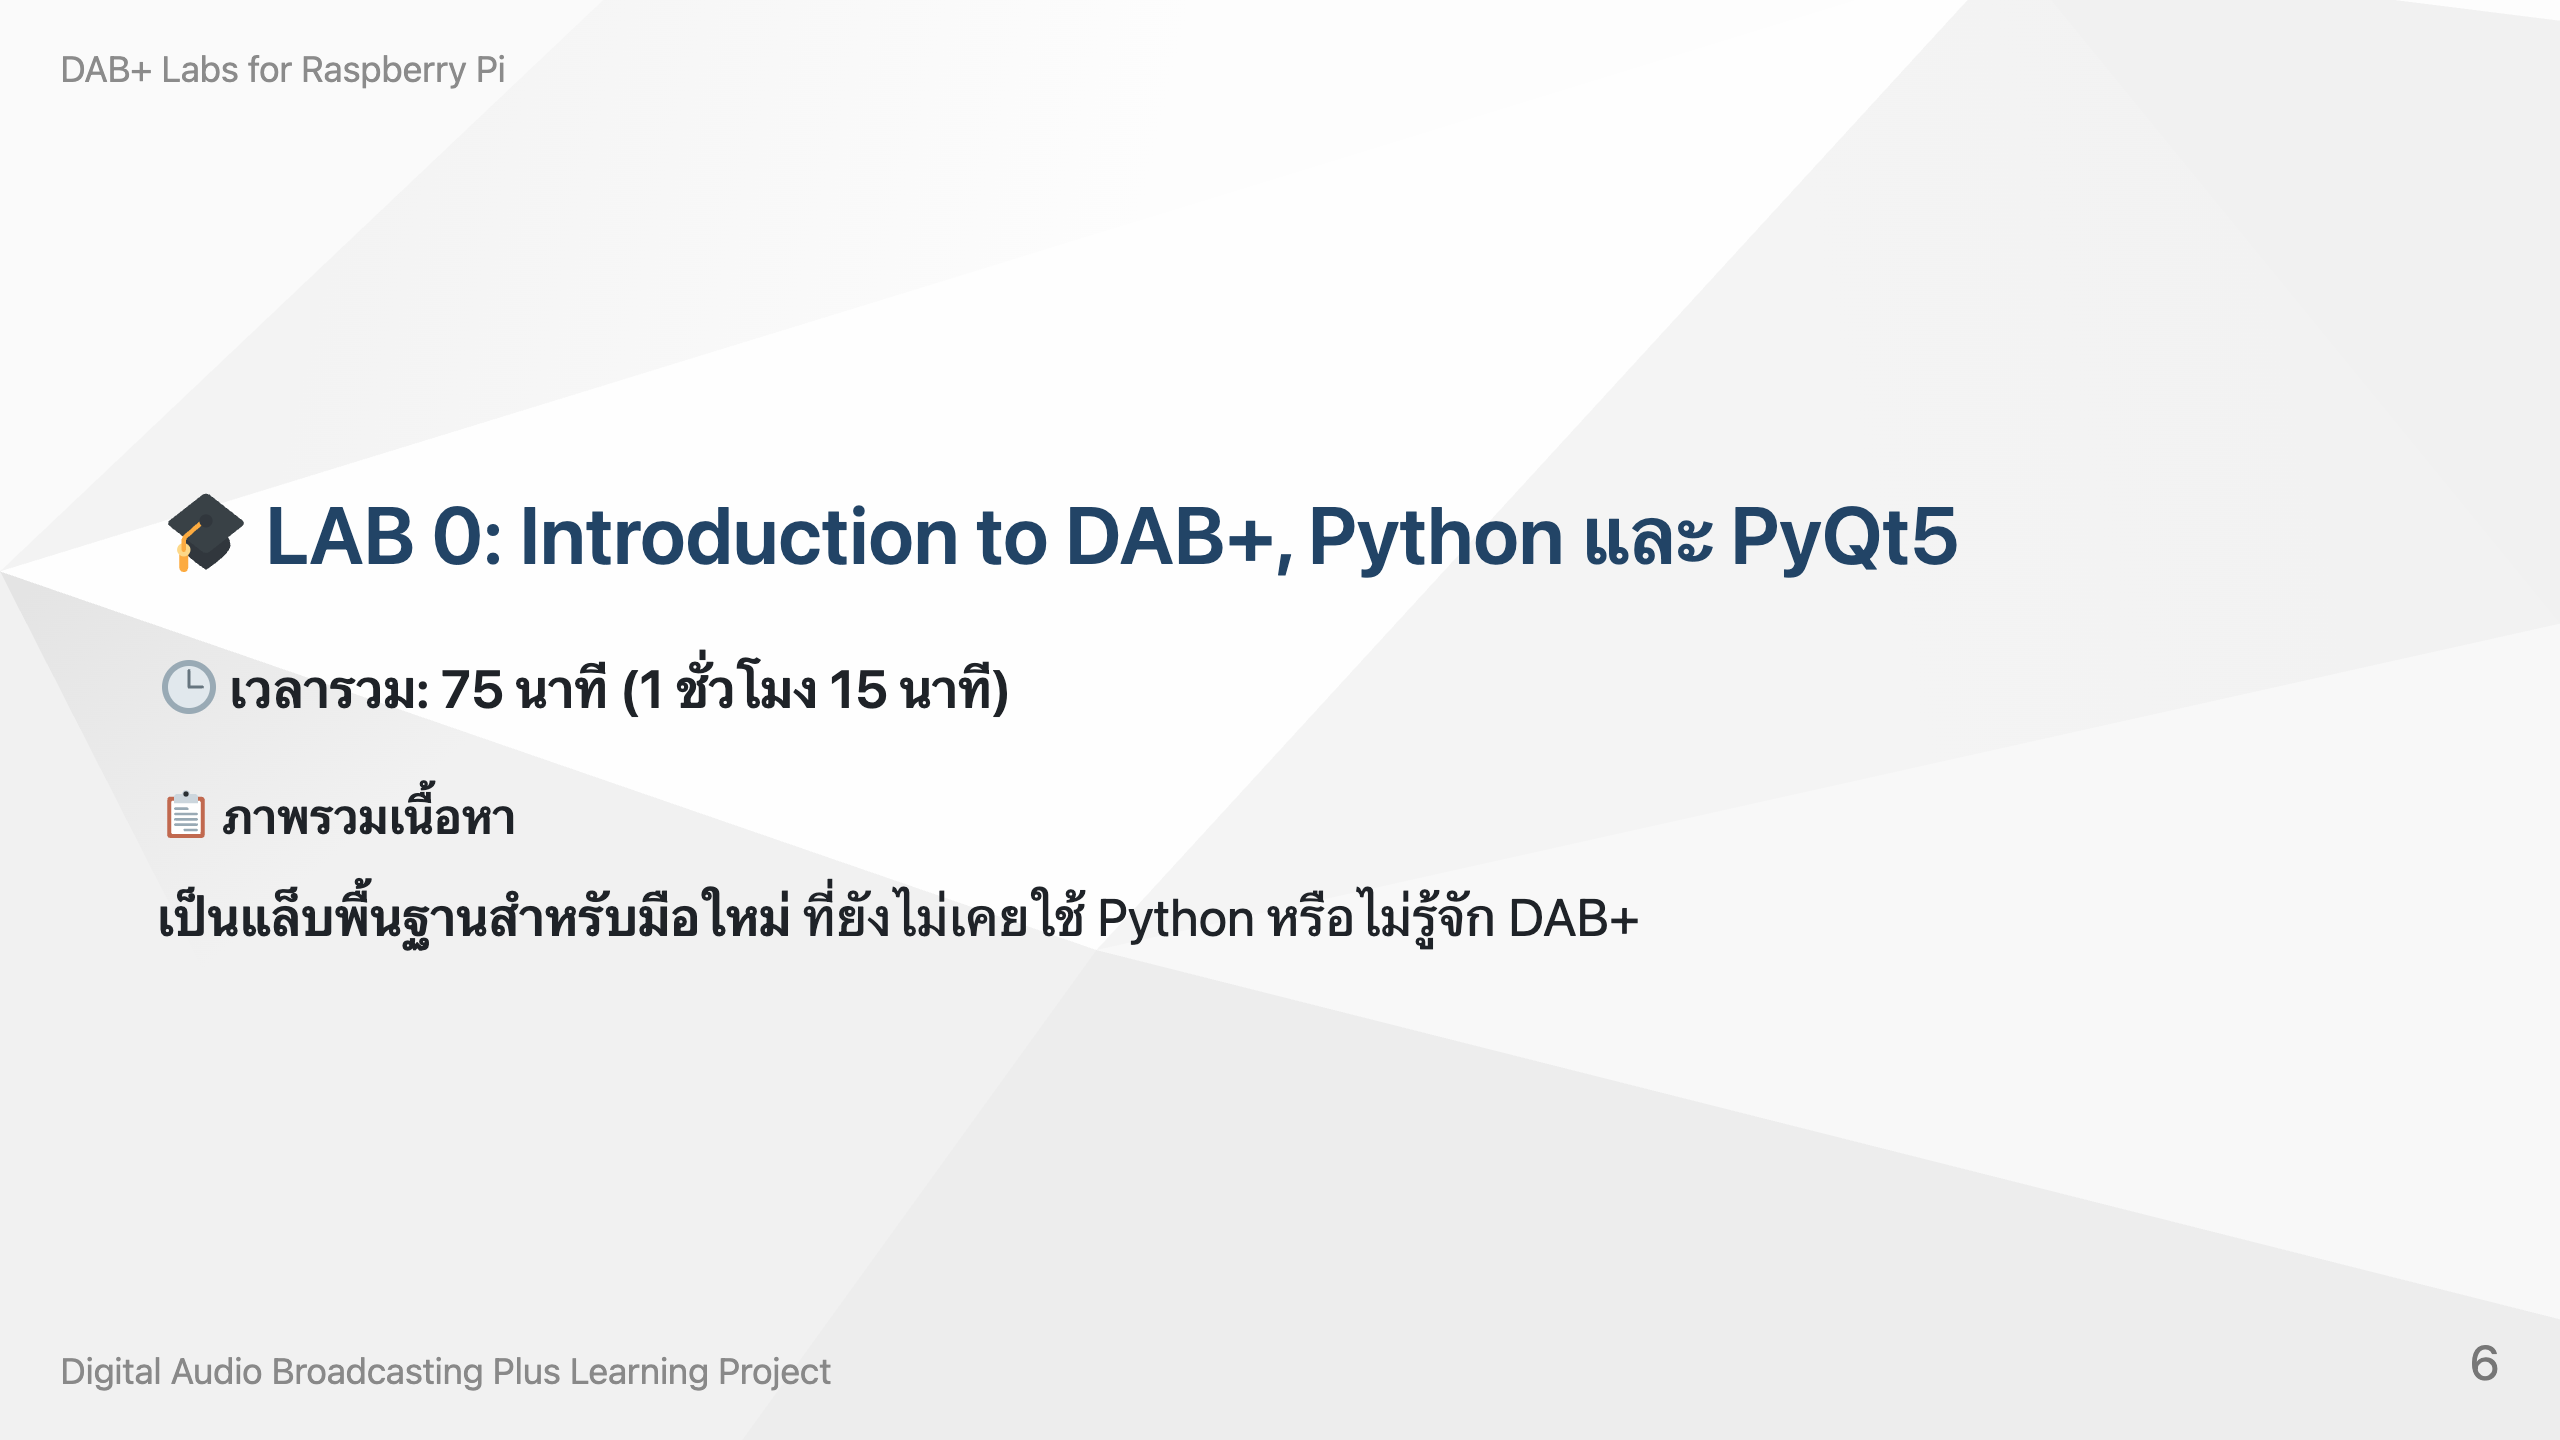 DAB+ Labs for Raspberry Pi
🎓 LAB 0: Introduction to DAB+, Python และ PyQt5
🕒 เวลารวม: 75 นาที (1 ชั่วโมง 15 นาที)
📋 ภาพรวมเนื้อหา
เป็นแล็บพื้นฐานสำหรับมือใหม่ ที่ยังไม่เคยใช้ Python หรือไม่รู้จัก DAB+
Digital Audio Broadcasting Plus Learning Project
6